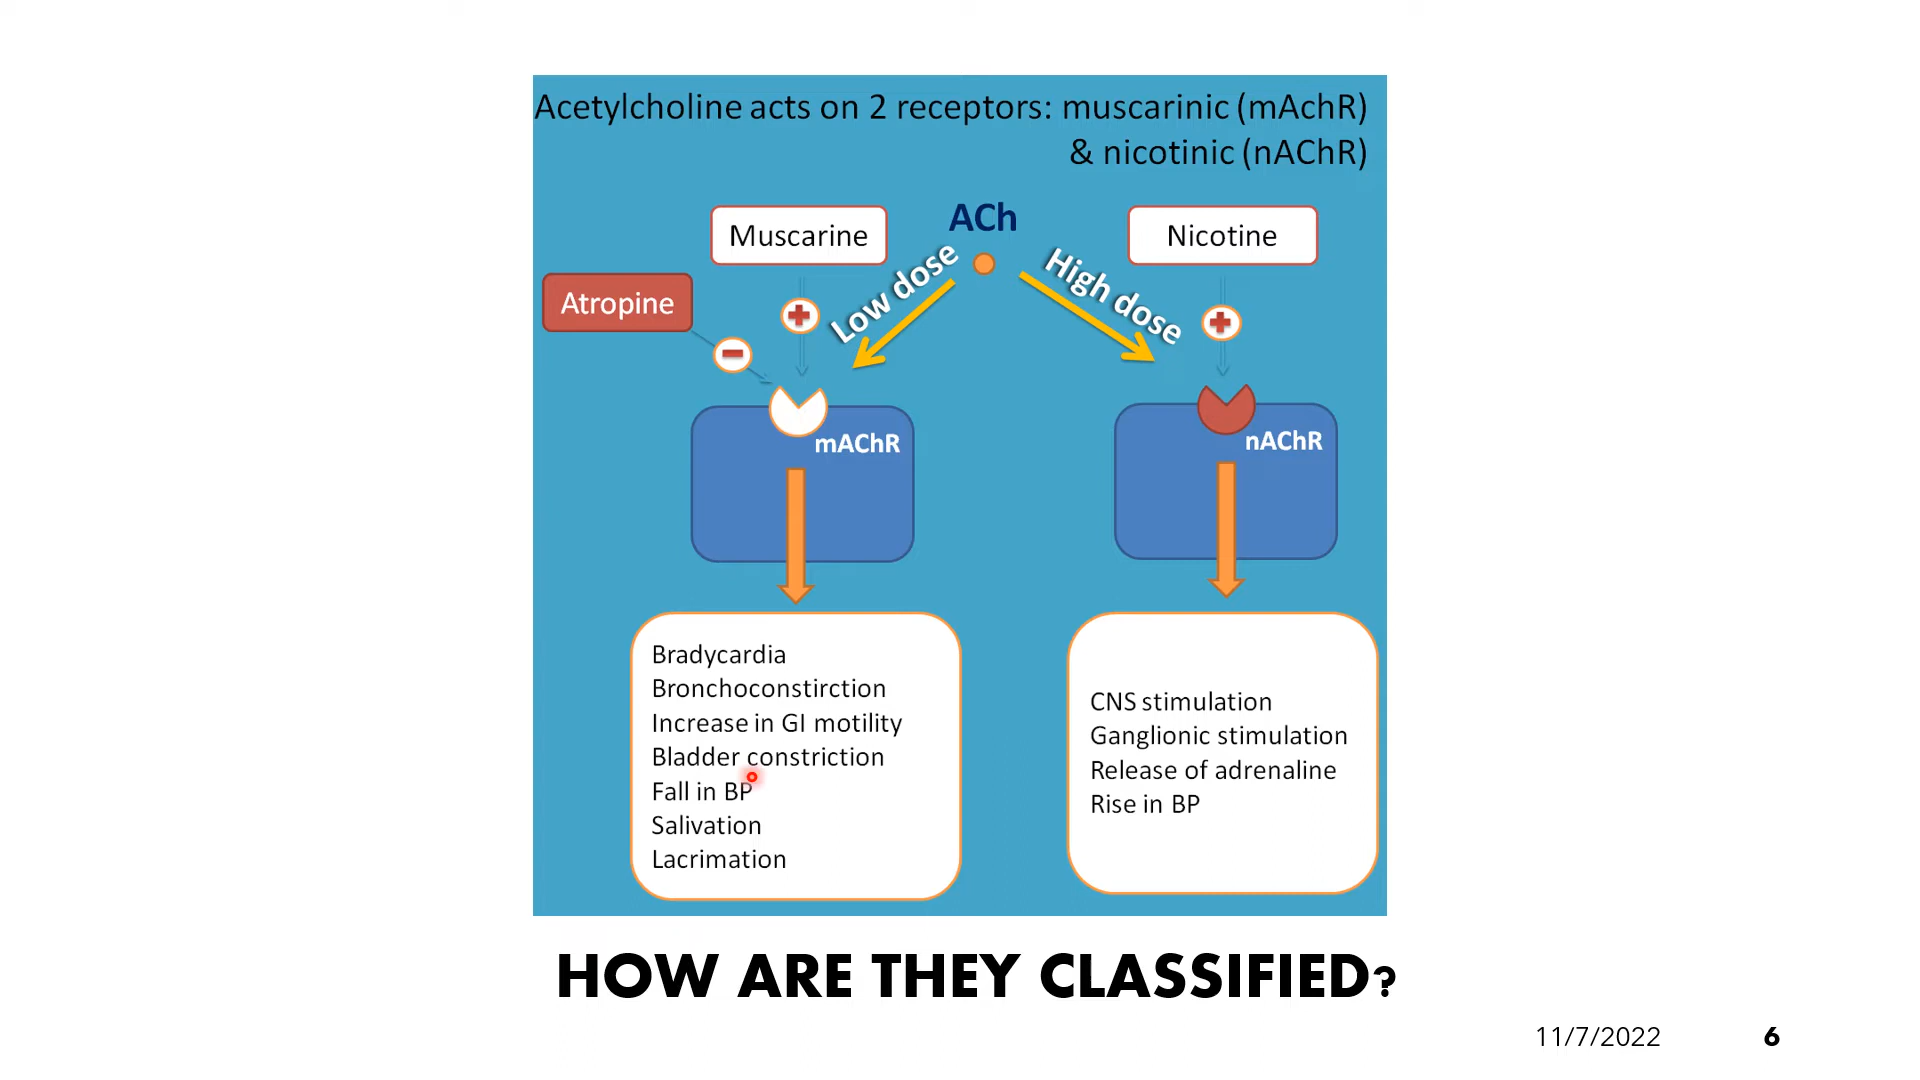 Acetylcholine acts on 2 receptors: muscarinic (mAchR)
& nicotinic (nAChR)
ACh
Muscarine
Nicotine
Atropine
Low dose
High dose
mAChR
nAChR
Bradycardia
Bronchoconstirction
Increase in GI motility
Bladder constriction
Fall in BP
Salivation
Lacrimation
CNS stimulation
Ganglionic stimulation
Release of adrenaline
Rise in BP
HOW ARE THEY CLASSIFIED?
11/7/2022
6